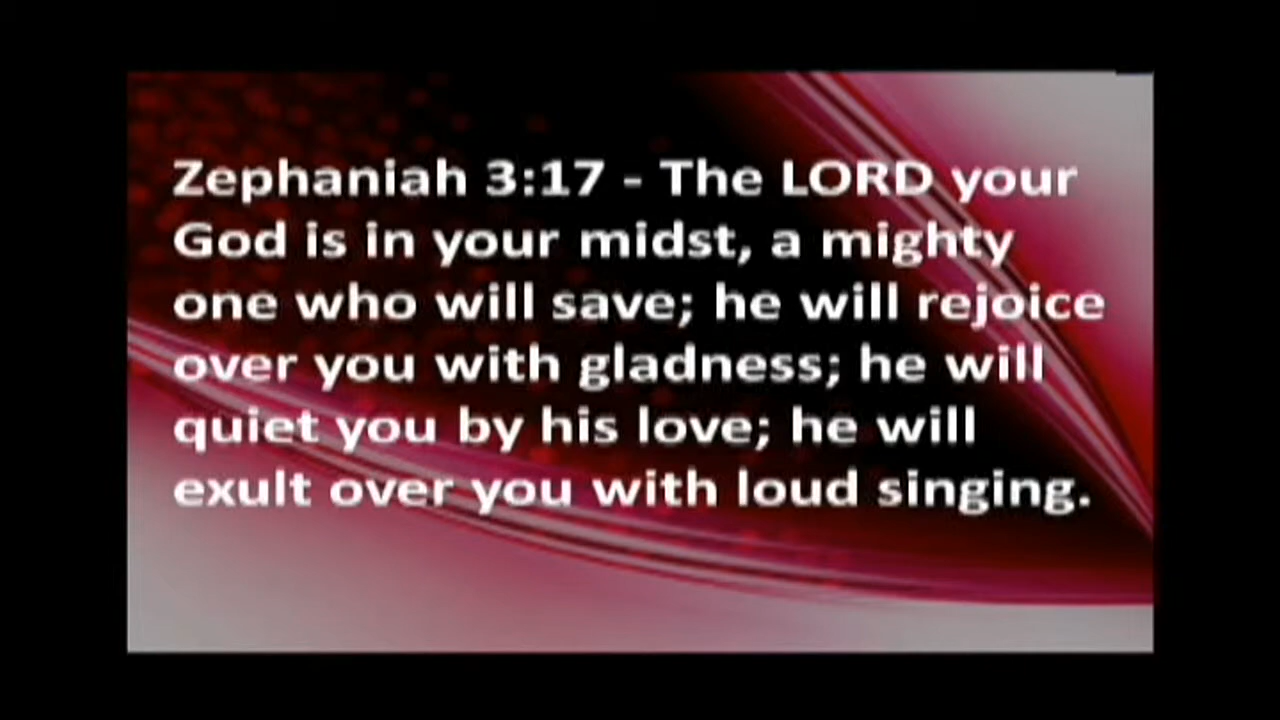 Zephaniah 3:17 - The LORD your
God is in your midst, a mighty
one who will save; he will rejoice
over you with gladness; he will
quiet you by his love; he will
exult over you with loud singing.